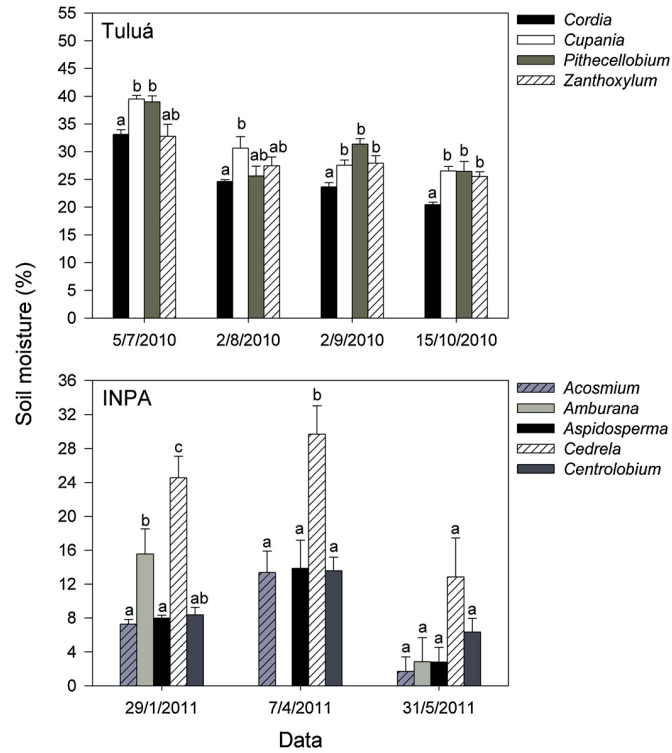 Tuluá
Cordia
Cupania
Pithecellobium
Zanthoxylum
55
50
45
40
35
30
25
20
15
10
5
0
a b b ab
a b ab ab
a b b b
a b b b
5/7/2010 2/8/2010 2/9/2010 15/10/2010
Soil moisture (%)
INPA
Acosmium
Amburana
Aspidosperma
Cedrela
Centrolobium
36
32
28
24
20
16
12
8
4
0
a b a c ab
a a b a
a a a a a
29/1/2011 7/4/2011 31/5/2011
Data